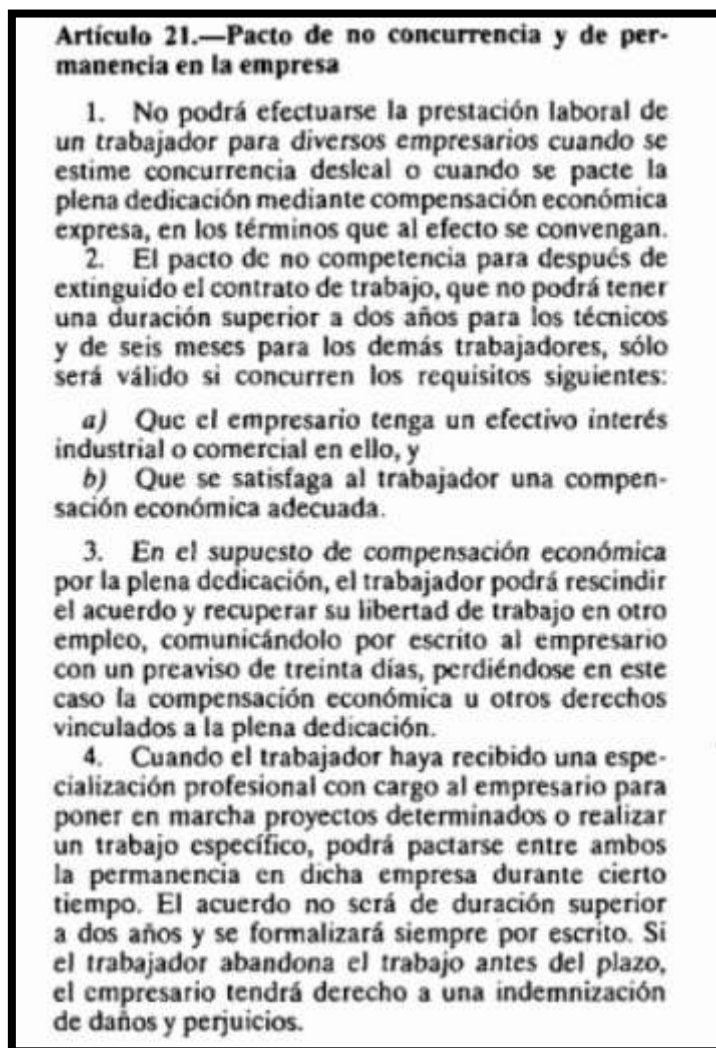 Artículo 21.—Pacto de no concurrencia y de per-
manencia en la empresa
1. No podrá efectuarse la prestación laboral de
un trabajador para diversos empresarios cuando se
estime concurrencia desleal o cuando se pacte la
plena dedicación mediante compensación económica
expresa, en los términos que al efecto se convengan.
2. El pacto de no competencia para después de
extinguido el contrato de trabajo, que no podrá tener
una duración superior a dos años para los técnicos
y de seis meses para los demás trabajadores, sólo
será válido si concurren los requisitos siguientes:
a) Que el empresario tenga un efectivo interés
industrial o comercial en ello, y
b) Que se satisfaga al trabajador una compen-
sación económica adecuada.
3. En el supuesto de compensación económica
por la plena dedicación, el trabajador podrá rescindir
el acuerdo y recuperar su libertad de trabajo en otro
empleo, comunicándolo por escrito al empresario
con un preaviso de treinta días, perdiéndose en este
caso la compensación económica u otros derechos
vinculados a la plena dedicación.
4. Cuando el trabajador haya recibido una espe-
cialización profesional con cargo al empresario para
poner en marcha proyectos determinados o realizar
un trabajo específico, podrá pactarse entre ambos
la permanencia en dicha empresa durante cierto
tiempo. El acuerdo no será de duración superior
a dos años y se formalizará siempre por escrito. Si
el trabajador abandona el trabajo antes del plazo,
el empresario tendrá derecho a una indemnización
de daños y perjuicios.